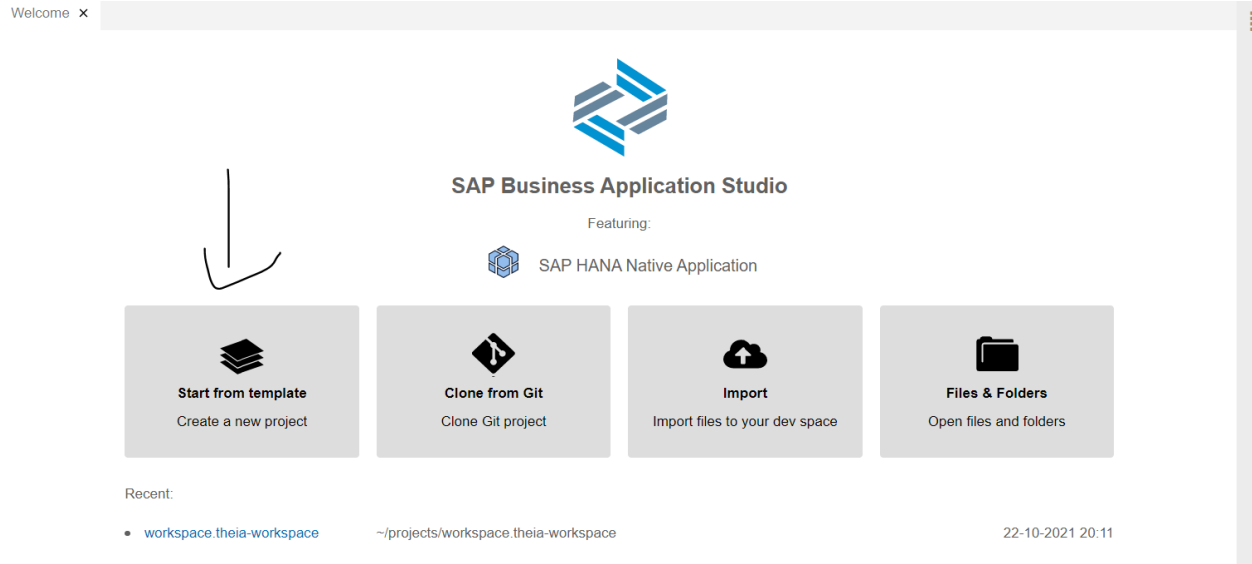 Welcome ×
SAP Business Application Studio
Featuring:
SAP HANA Native Application
Start from template
Create a new project
Clone from Git
Clone Git project
Import
Import files to your dev space
Files & Folders
Open files and folders
Recent:
• workspace.theia-workspace ~/projects/workspace.theia-workspace 22-10-2021 20:11